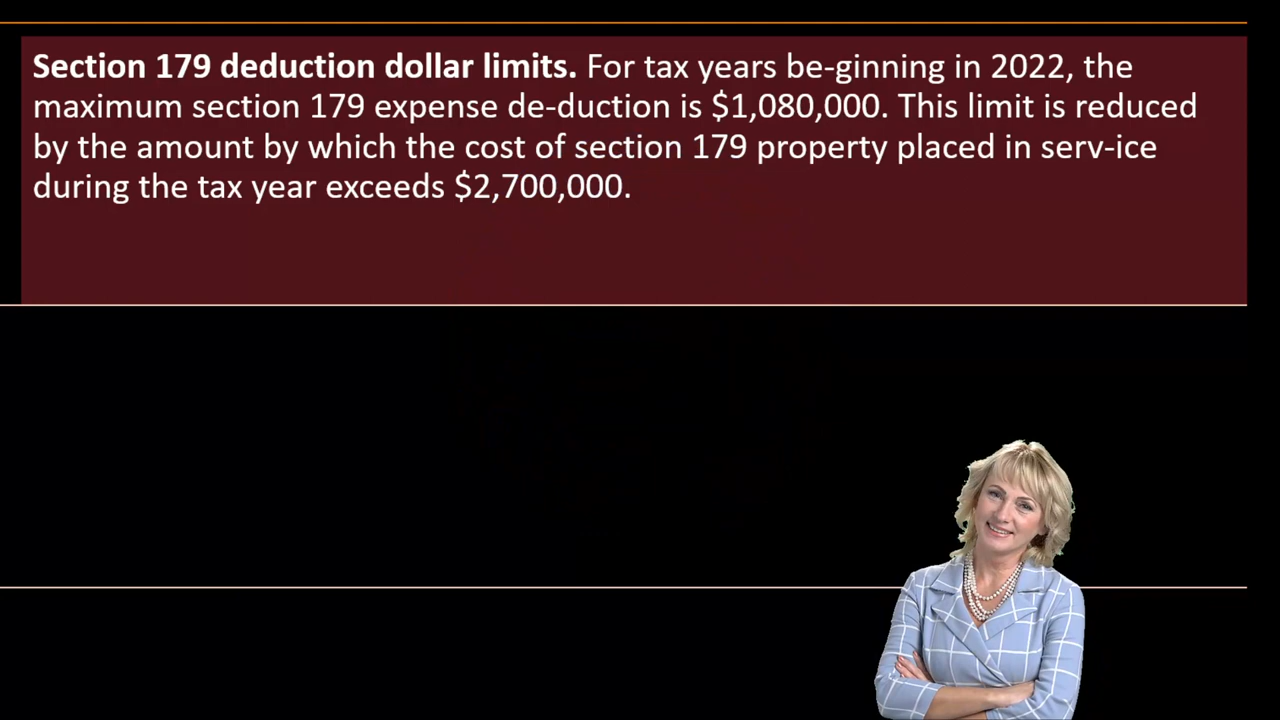 Section 179 deduction dollar limits. For tax years be-ginning in 2022, the
maximum section 179 expense de-duction is $1,080,000. This limit is reduced
by the amount by which the cost of section 179 property placed in serv-ice
during the tax year exceeds $2,700,000.